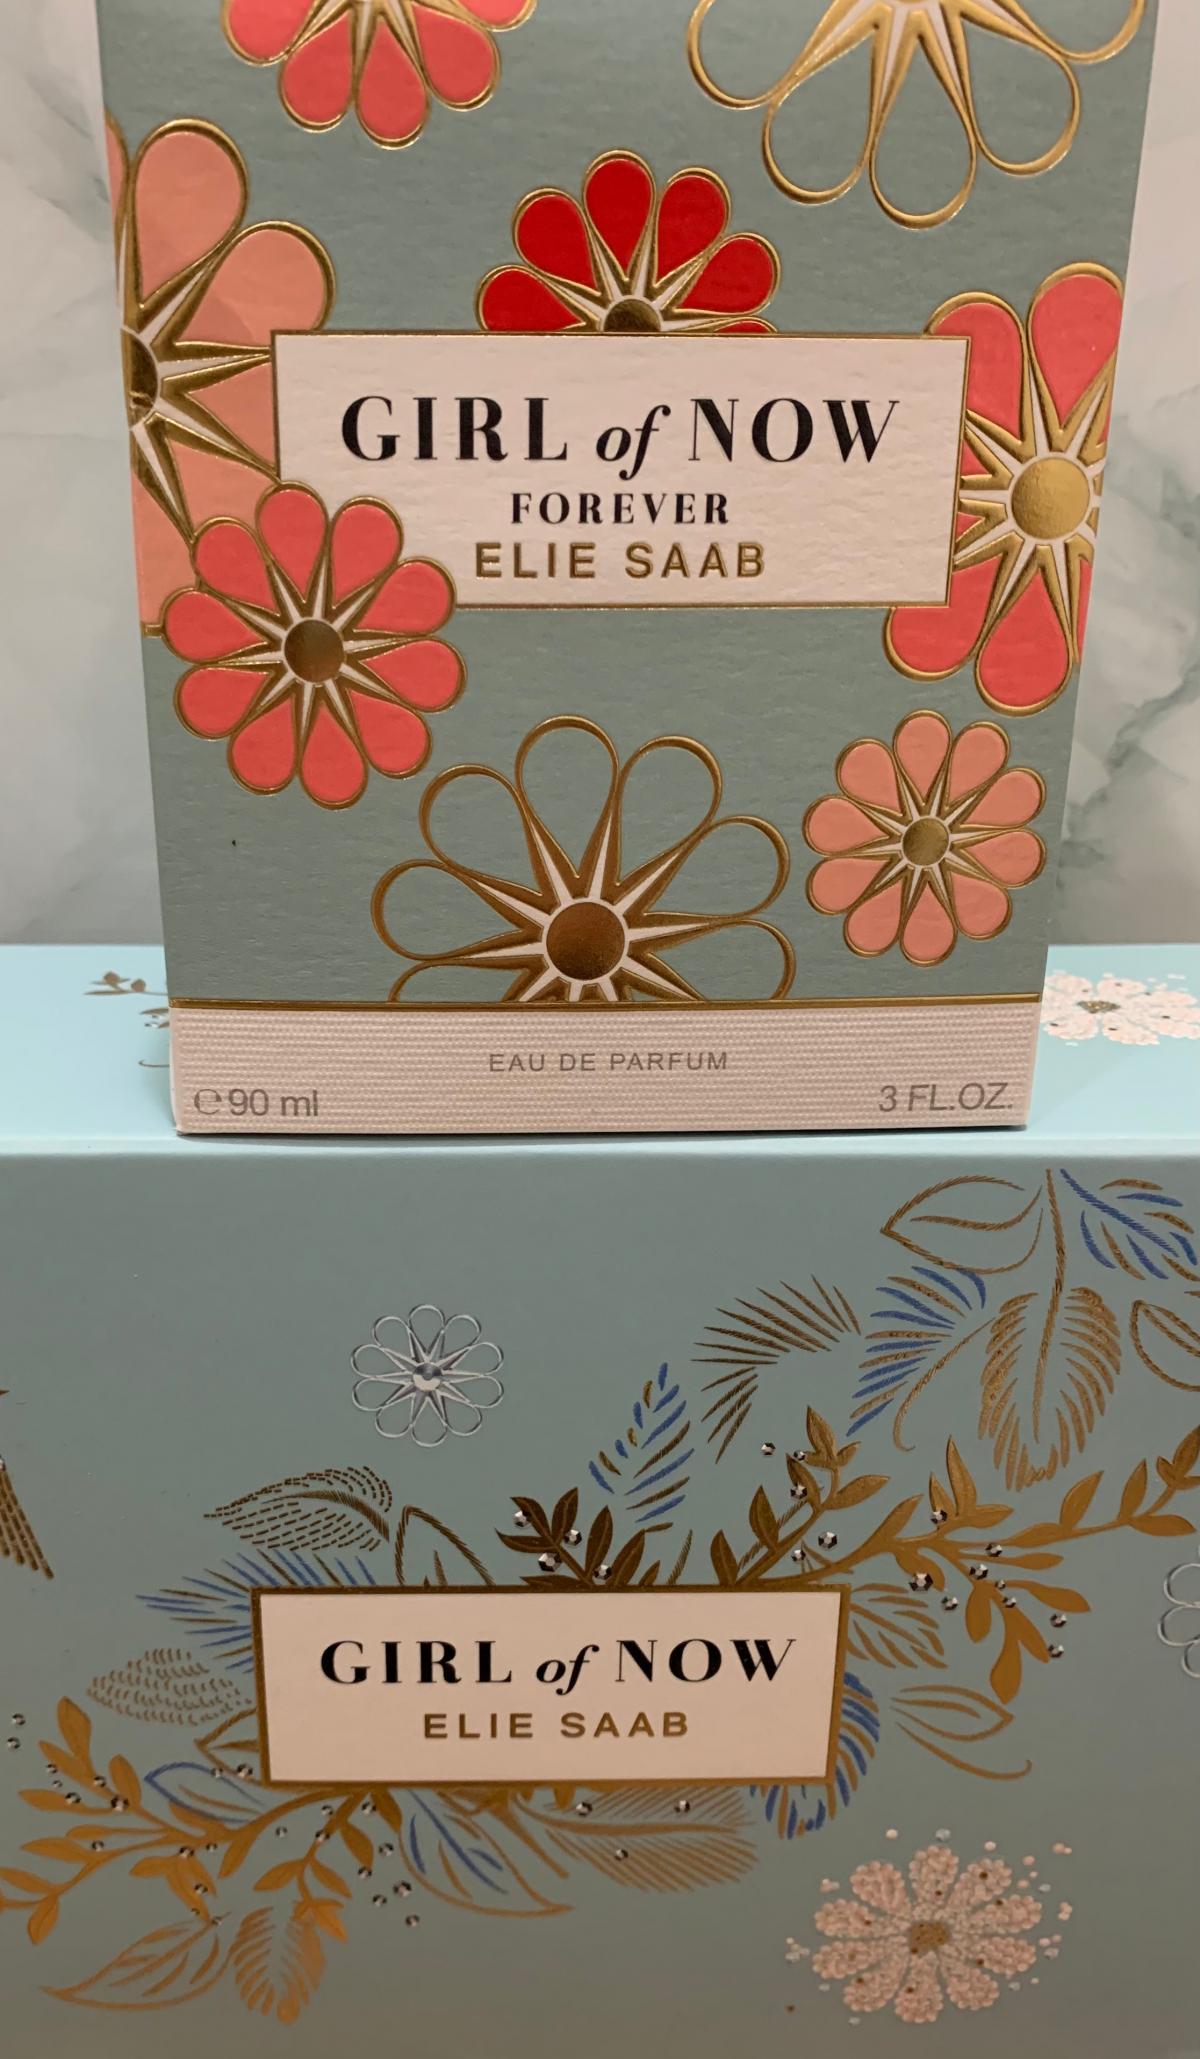 GIRL of NOW
FOREVER
ELIE SAAB
EAU DE PARFUM
℮ 90 ml 3 FL.OZ.
GIRL of NOW
ELIE SAAB